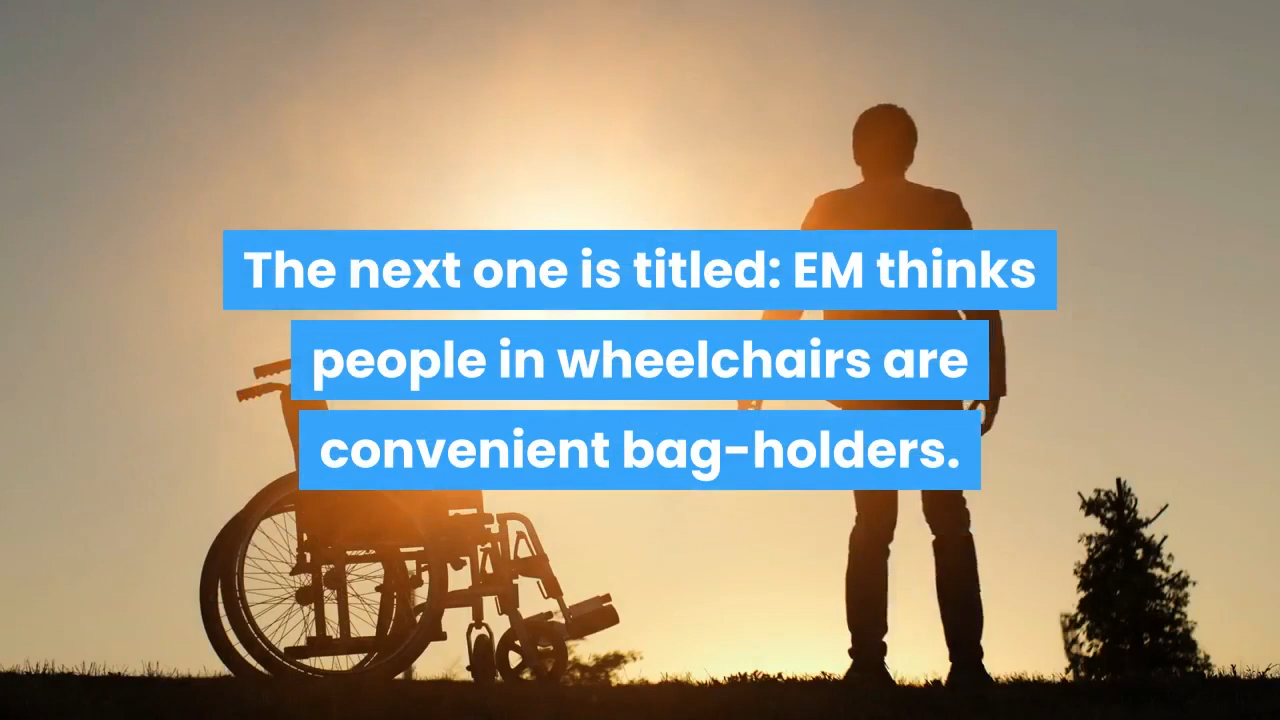 The next one is titled: EM thinks
people in wheelchairs are
convenient bag-holders.